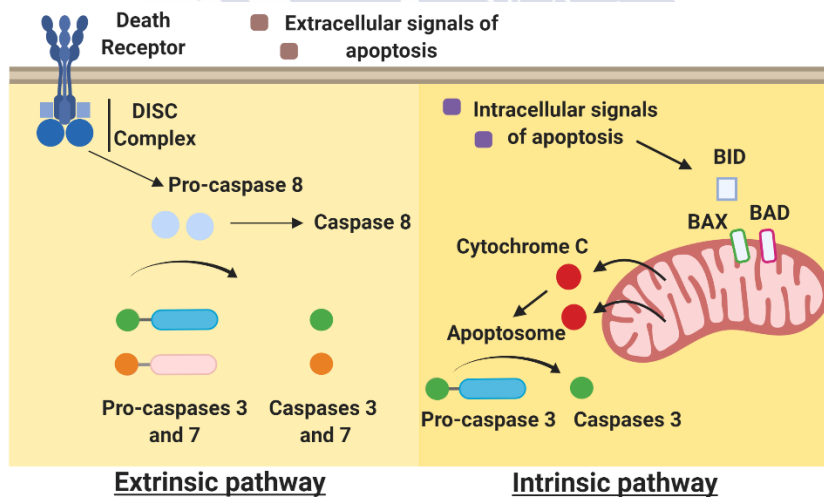 Death
Receptor
Extracellular signals of
apoptosis
DISC
Complex
Pro-caspase 8
Caspase 8
Pro-caspases 3
and 7
Caspases 3
and 7
Extrinsic pathway
Intracellular signals
of apoptosis
BID
BAX
BAD
Cytochrome C
Apoptosome
Pro-caspase 3
Caspases 3
Intrinsic pathway